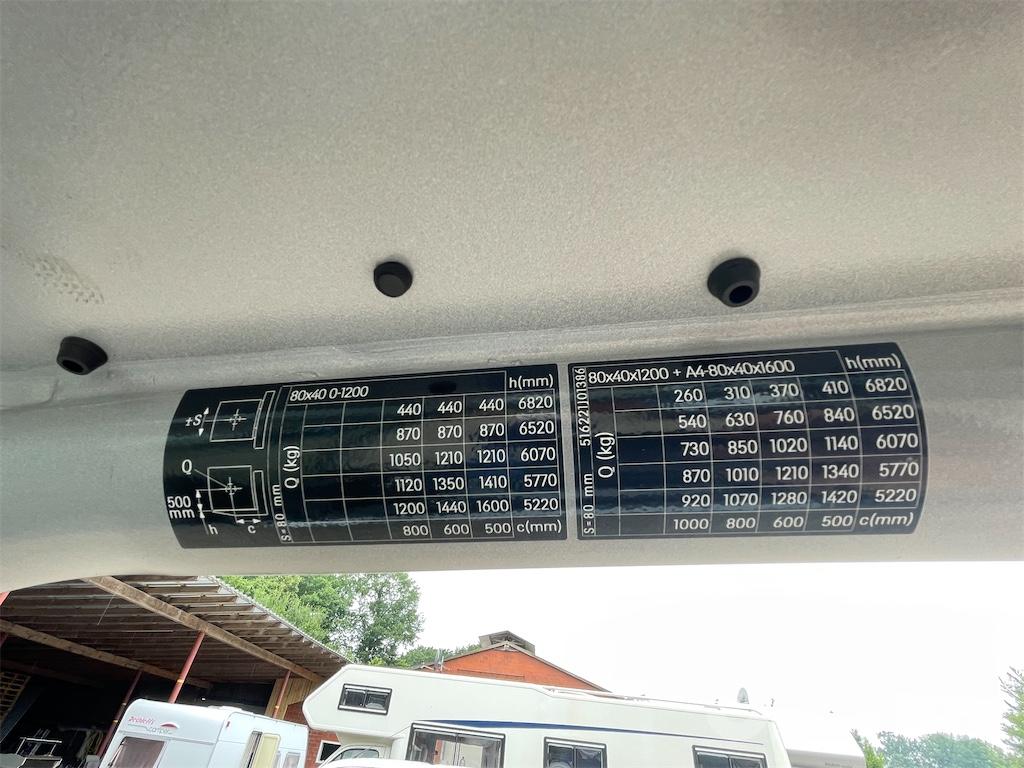 80x40 0-1200 h(mm)
440 440 440 6820
870 870 870 6520
1050 1210 1210 6070
1120 1350 1410 5770
1200 1440 1600 5220
800 600 500 c(mm)
Q (kg)
S=80 mm
±S
Q
500
mm
h c
80x40x1200 + A4-80x40x1600 h(mm)
260 310 370 410 6820
540 630 760 840 6520
730 850 1020 1140 6070
870 1010 1210 1340 5770
920 1070 1280 1420 5220
1000 800 600 500 c(mm)
Q (kg)
S=80 mm 516221J01386